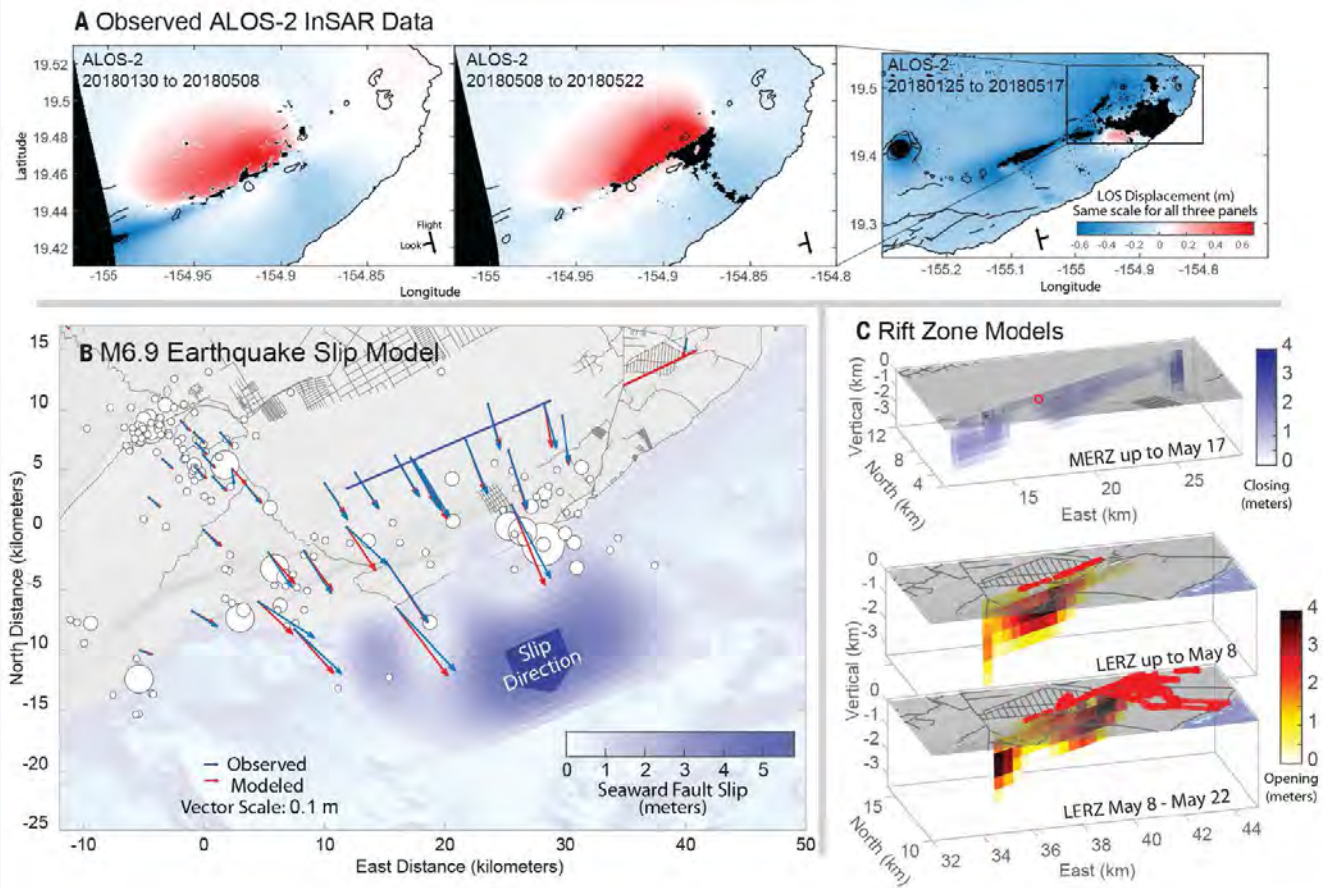 A Observed ALOS-2 InSAR Data
ALOS-2
20180130 to 20180508
ALOS-2
20180508 to 20180522
ALOS-2
20180125 to 20180517
19.52
19.5
19.48
19.46
19.44
19.42
Latitude
Flight
Look
-155
-154.95
-154.9
-154.85
-155
-154.95
-154.9
-154.85
-154.8
Longitude
19.5
19.4
19.3
LOS Displacement (m)
Same scale for all three panels
-0.6
-0.4
-0.2
0
0.2
0.4
0.6
-155.2
-155.1
-155
-154.9
-154.8
Longitude
B M6.9 Earthquake Slip Model
15
10
5
0
-5
-10
-15
-20
-25
North Distance (kilometers)
Slip
Direction
Observed
Modeled
Vector Scale: 0.1 m
0 1 2 3 4 5
Seaward Fault Slip
(meters)
-10 0 10 20 30 40 50
East Distance (kilometers)
C Rift Zone Models
Vertical (km)
0
-1
-2
-3
12
8
4
North (km)
MERZ up to May 17
15
20
25
East (km)
4
3
2
1
0
Closing
(meters)
0
-1
-2
-3
LERZ up to May 8
Vertical (km)
0
-1
-2
-3
LERZ May 8 - May 22
15
10
North (km)
32
34
36
38
40
42
44
East (km)
4
3
2
1
0
Opening
(meters)